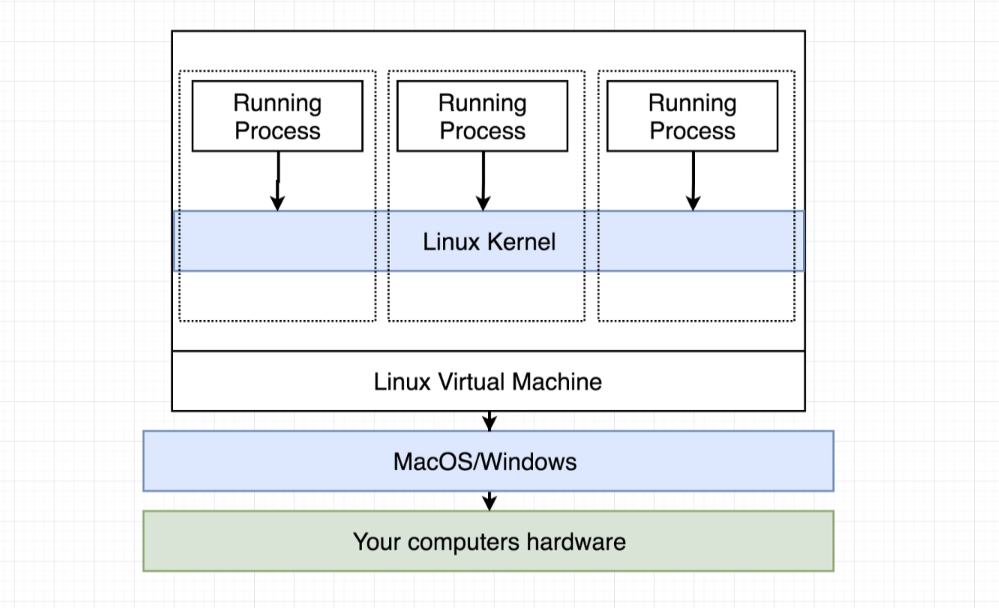 Running
Process
Running
Process
Running
Process
Linux Kernel
Linux Virtual Machine
MacOS/Windows
Your computers hardware